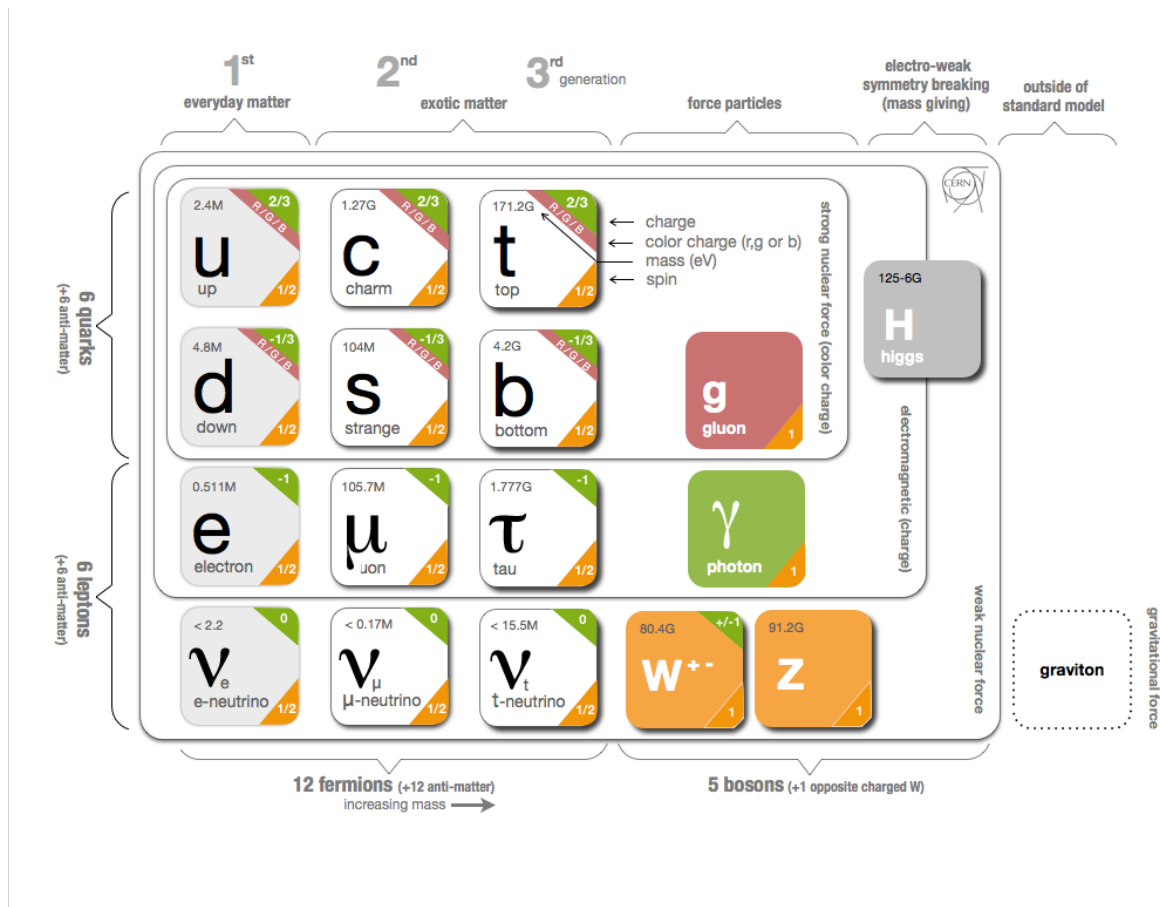 1st
2nd
3rd generation
everyday matter
exotic matter
force particles
electro-weak
symmetry breaking
(mass giving)
outside of
standard model
6 quarks
(+6 anti-matter)
6 leptons
(+6 anti-matter)
2.4M
2/3
R/G/B
u
up
1/2
1.27G
2/3
R/G/B
c
charm
1/2
171.2G
2/3
R/G/B
t
top
1/2
charge
color charge (r,g or b)
mass (eV)
spin
strong nuclear force (color charge)
CERN
125-6G
H
higgs
4.8M
-1/3
R/G/B
d
down
1/2
104M
-1/3
R/G/B
s
strange
1/2
4.2G
-1/3
R/G/B
b
bottom
1/2
g
gluon
1
electromagnetic (charge)
0.511M
-1
e
electron
1/2
105.7M
-1
μ
uon
1/2
1.777G
-1
τ
tau
1/2
γ
photon
1
weak nuclear force
< 2.2
0
νe
e-neutrino
1/2
< 0.17M
0
νμ
μ-neutrino
1/2
< 15.5M
0
νt
t-neutrino
1/2
80.4G
+/-1
W+-
1
91.2G
Z
1
graviton
gravitational force
12 fermions (+12 anti-matter)
increasing mass
5 bosons (+1 opposite charged W)